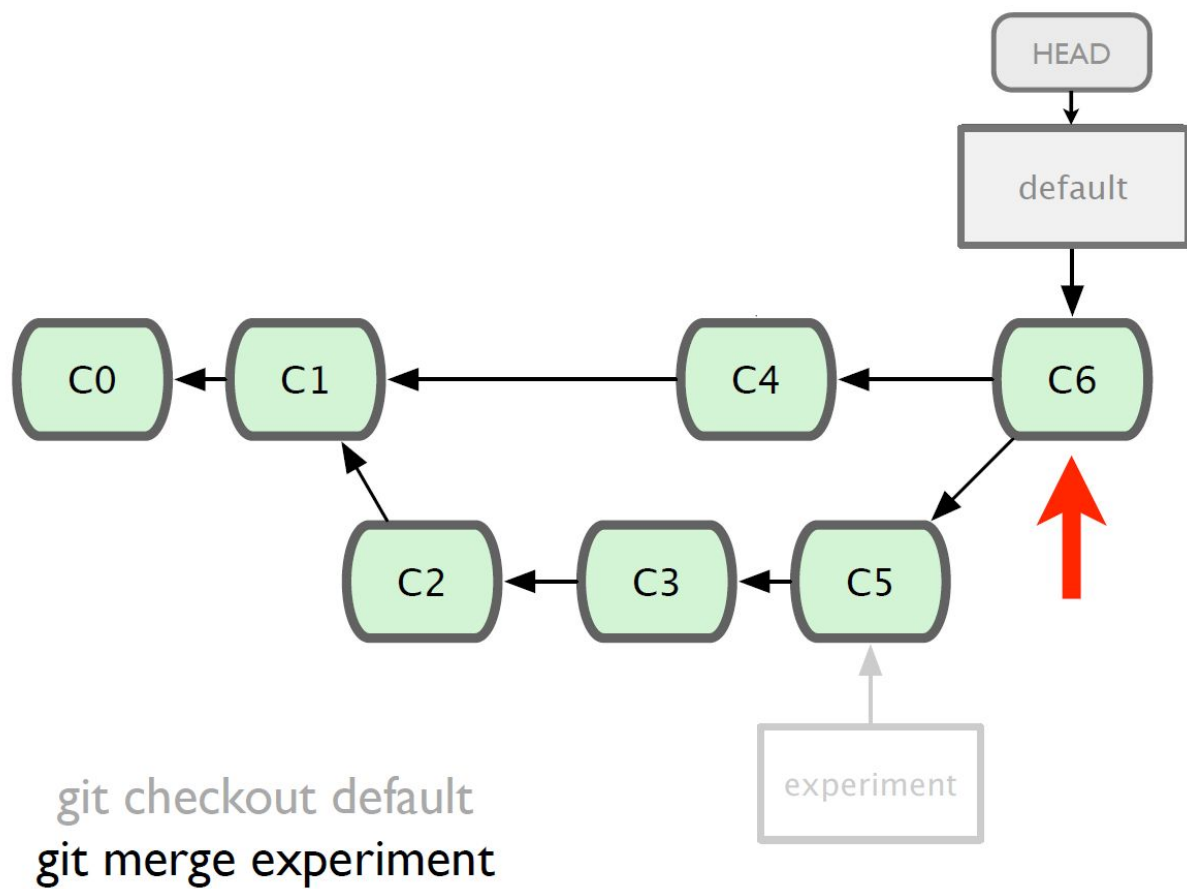 HEAD
default
C0
C1
C4
C6
C2
C3
C5
experiment
git checkout default
git merge experiment